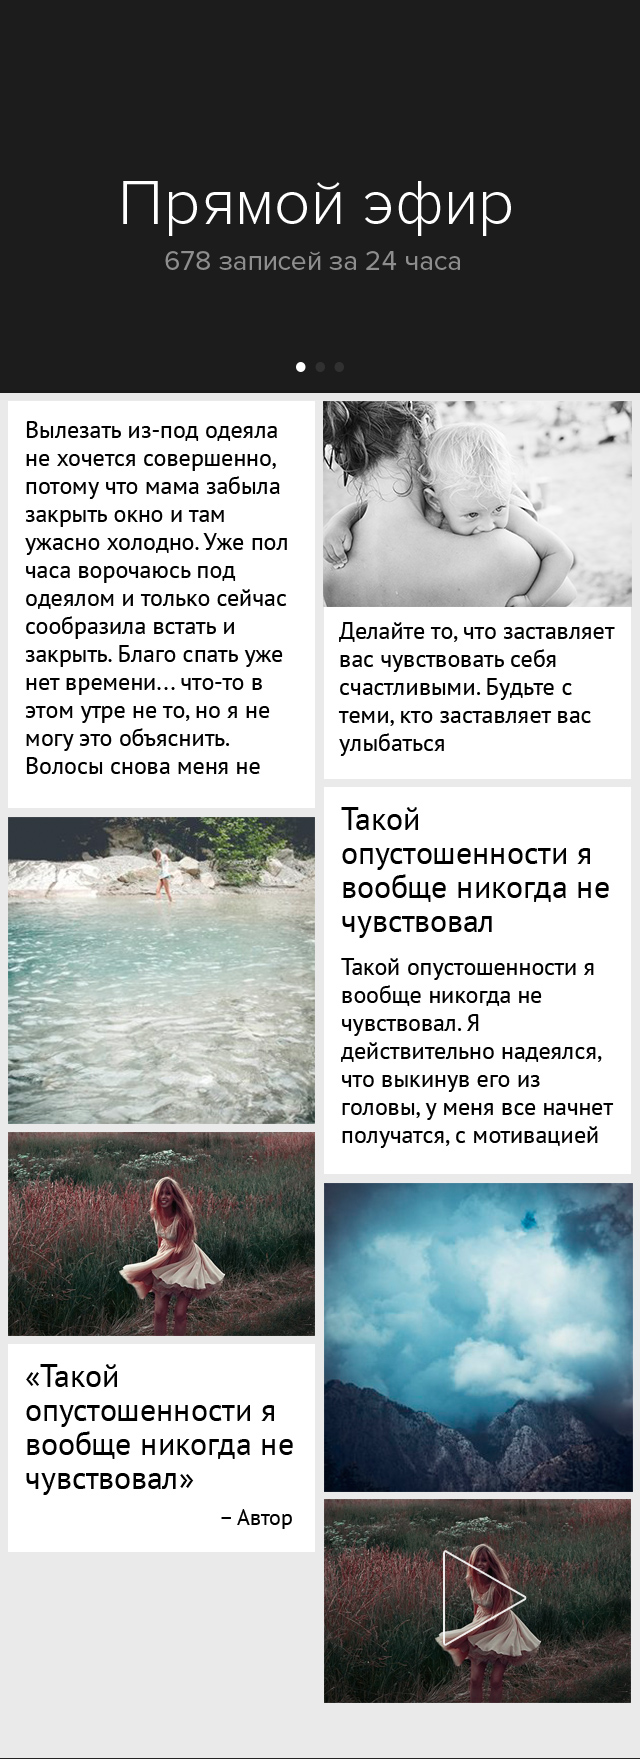 Прямой эфир
678 записей за 24 часа
Вылезать из-под одеяла
не хочется совершенно,
потому что мама забыла
закрыть окно и там
ужасно холодно. Уже пол
часа ворочаюсь под
одеялом и только сейчас
сообразила встать и
закрыть. Благо спать уже
нет времени... что-то в
этом утре не то, но я не
могу это объяснить.
Волосы снова меня не
Делайте то, что заставляет
вас чувствовать себя
счастливыми. Будьте с
теми, кто заставляет вас
улыбаться
Такой
опустошенности я
вообще никогда не
чувствовал
Такой опустошенности я
вообще никогда не
чувствовал. Я
действительно надеялся,
что выкинув его из
головы, у меня все начнет
получатся, с мотивацией
«Такой
опустошенности я
вообще никогда не
чувствовал»
– Автор